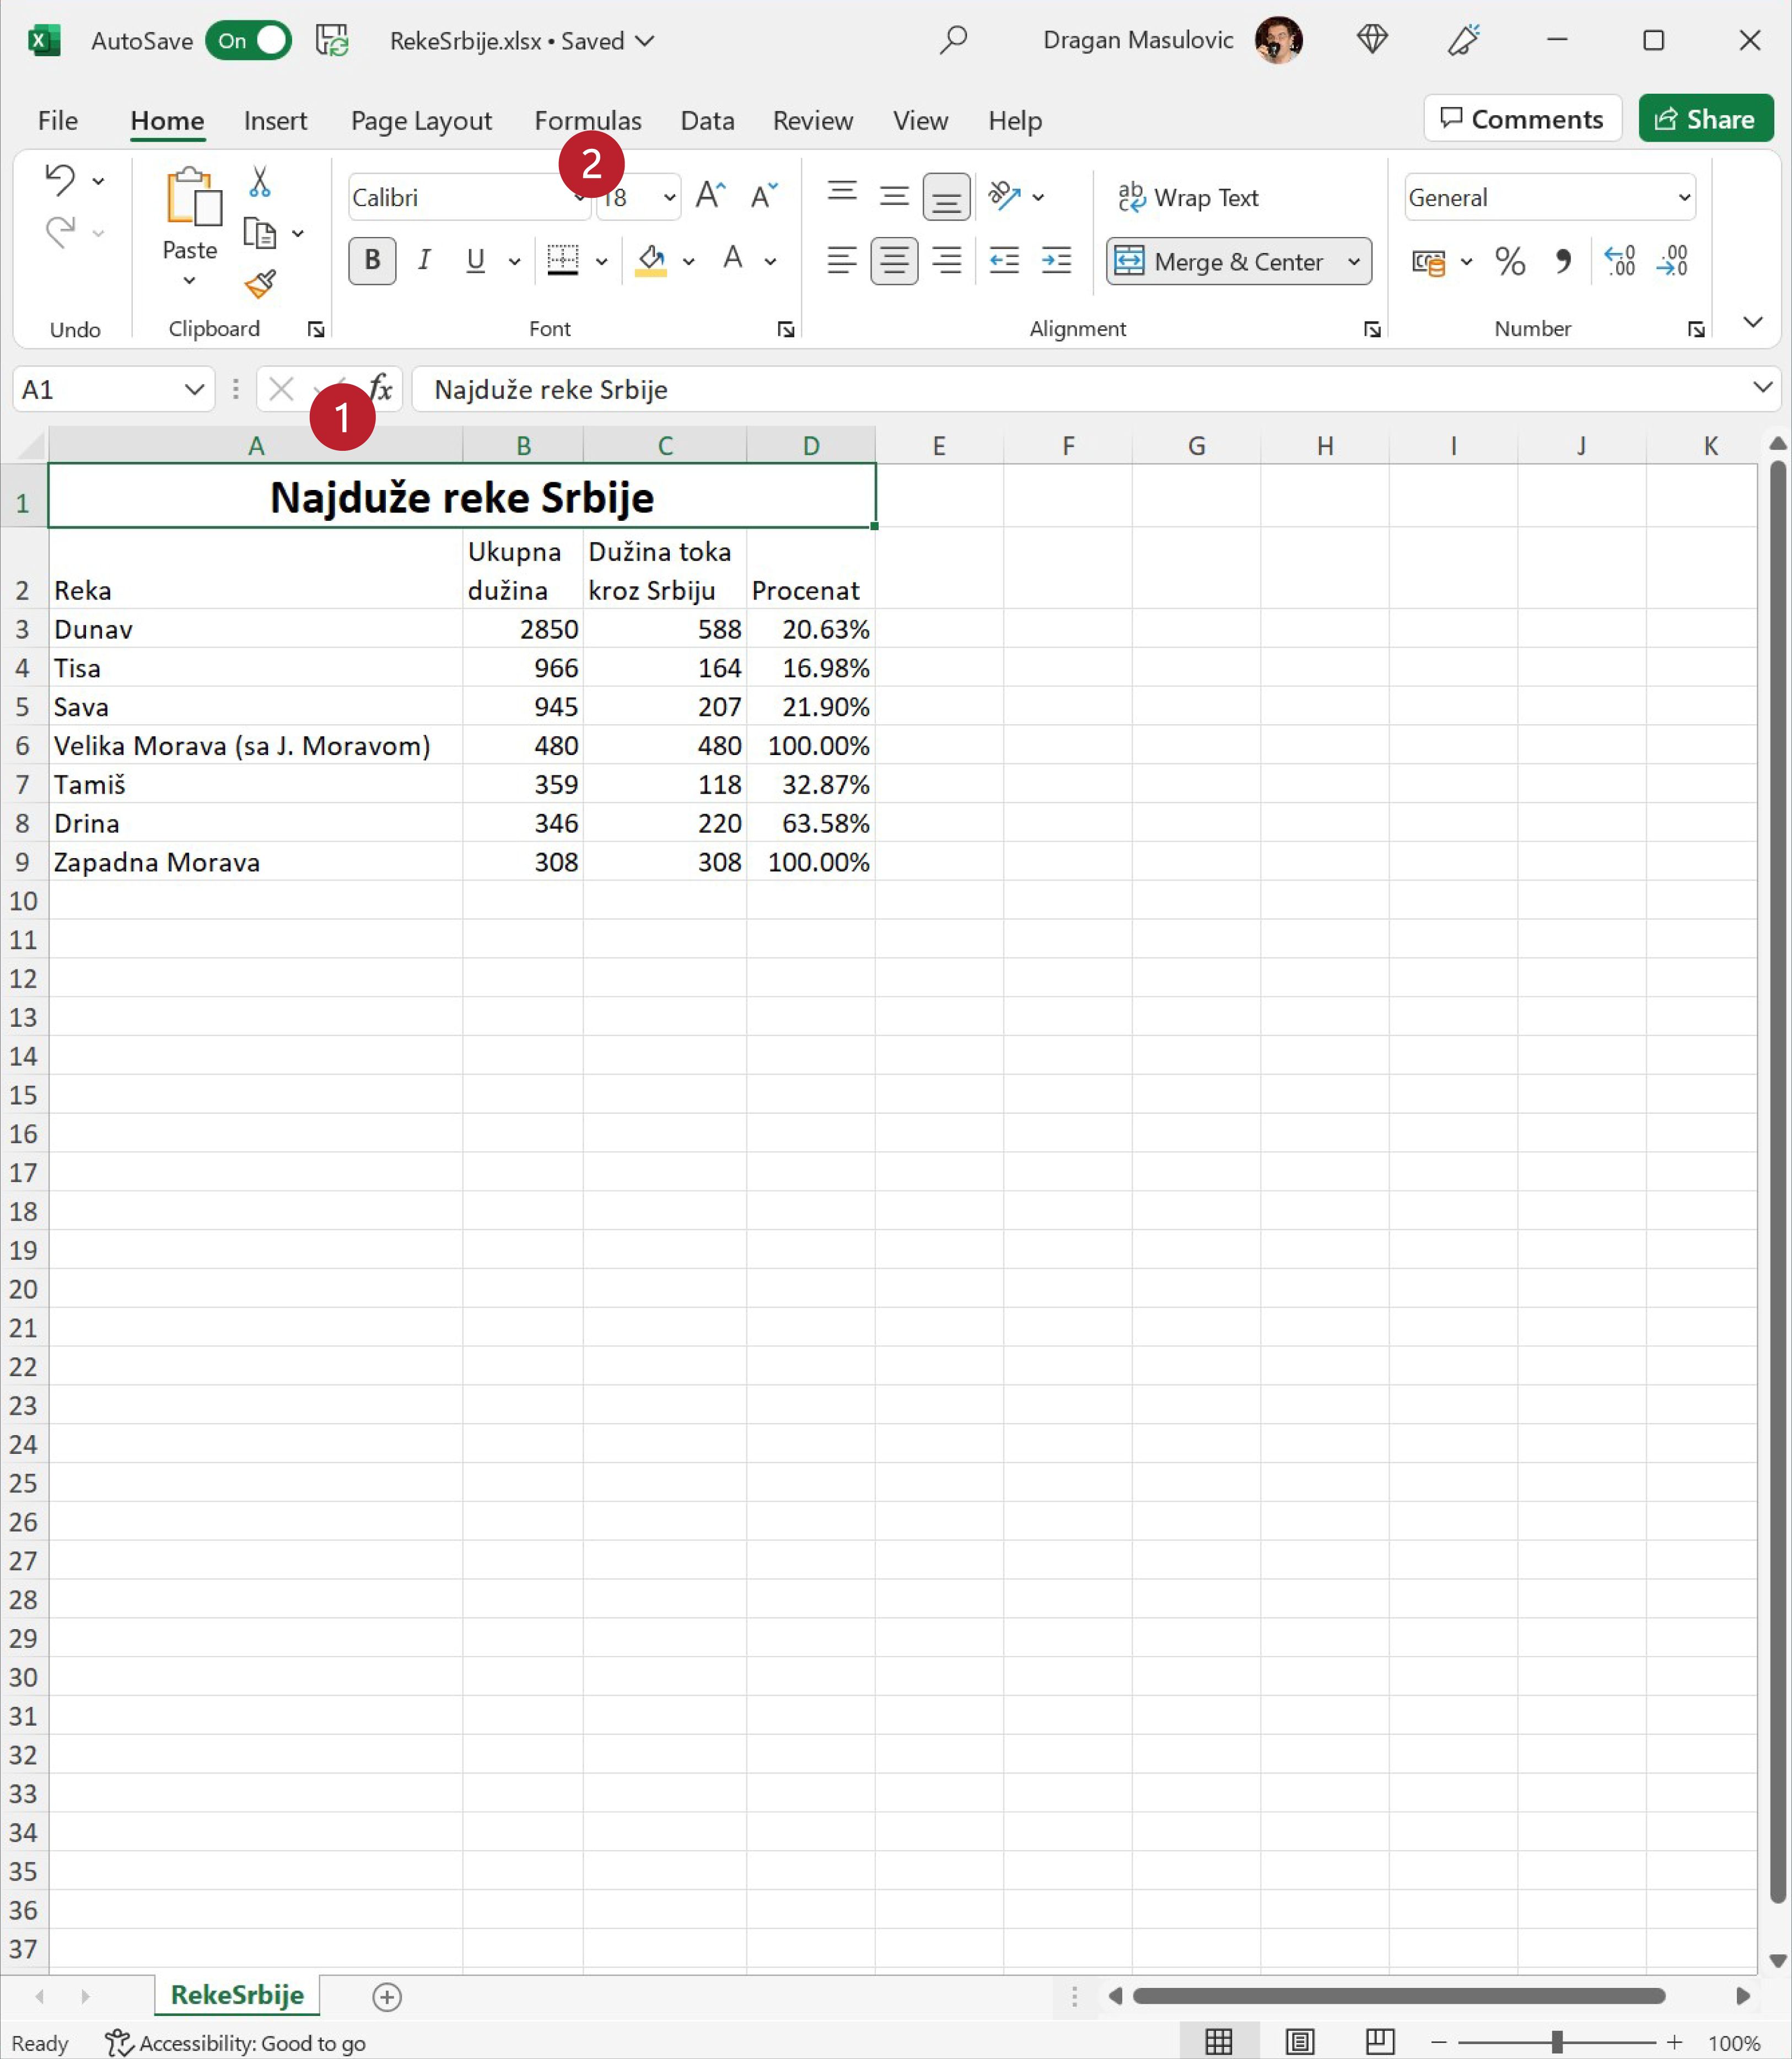 AutoSave On RekeSrbije.xlsx • Saved Dragan Masulovic
File Home Insert Page Layout Formulas Data Review View Help Comments Share
2
Calibri 18 Wrap Text General
Paste B I U A Merge & Center
Undo Clipboard Font Alignment Number
A1 fx Najduže reke Srbije
1
A B C D E F G H I J K
1 Najduže reke Srbije
Ukupna Dužina toka
2 Reka dužina kroz Srbiju Procenat
3 Dunav 2850 588 20.63%
4 Tisa 966 164 16.98%
5 Sava 945 207 21.90%
6 Velika Morava (sa J. Moravom) 480 480 100.00%
7 Tamiš 359 118 32.87%
8 Drina 346 220 63.58%
9 Zapadna Morava 308 308 100.00%
10
11
12
13
14
15
16
17
18
19
20
21
22
23
24
25
26
27
28
29
30
31
32
33
34
35
36
37
RekeSrbije
Ready Accessibility: Good to go 100%